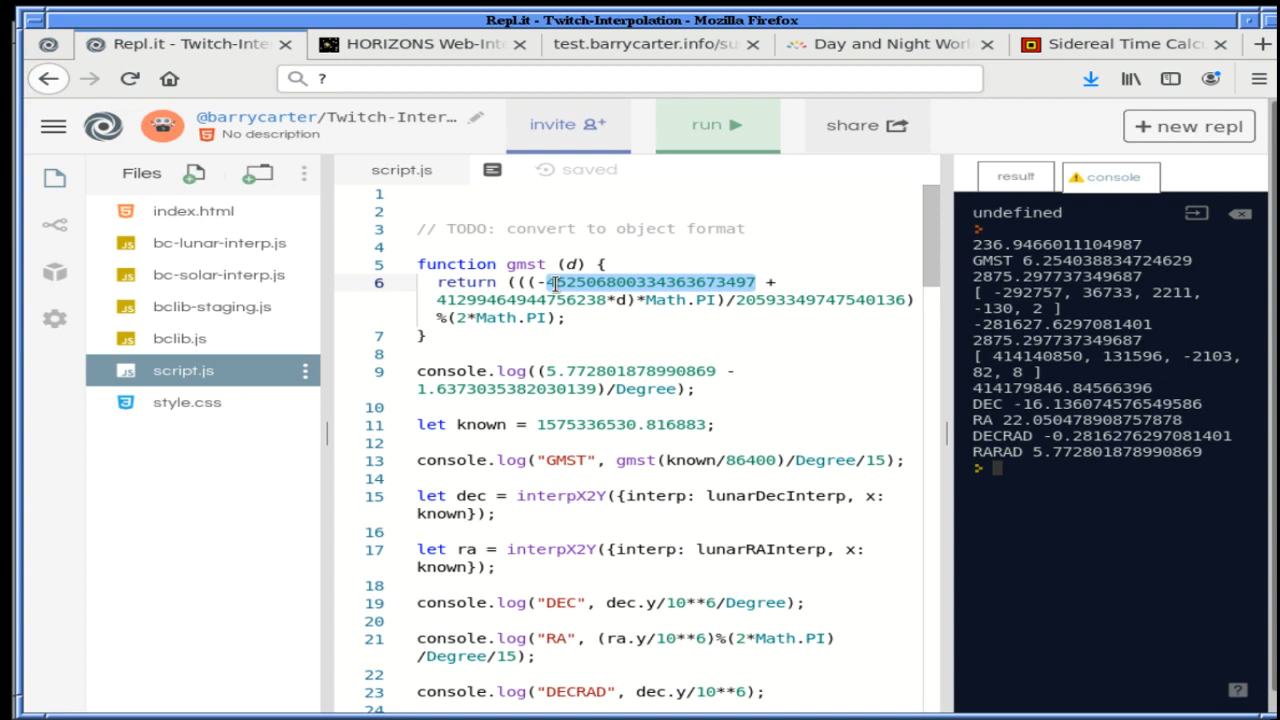 Repl.it - Twitch-Interpolation - Mozilla Firefox
Repl.it - Twitch-Inte
HORIZONS Web-Int
test.barrycarter.info/su
Day and Night Worl
Sidereal Time Calc
?
@barrycarter/Twitch-Inter…
No description
invite
run
share
+ new repl
Files
index.html
bc-lunar-interp.js
bc-solar-interp.js
bclib-staging.js
bclib.js
script.js
style.css
script.js
saved
1
2
3 // TODO: convert to object format
4
5 function gmst (d) {
6 return (((-452506800334363673497 +
41299464944756238*d)*Math.PI)/20593349747540136)
%(2*Math.PI);
7 }
8
9 console.log((5.772801878990869 -
1.6373035382030139)/Degree);
10
11 let known = 1575336530.816883;
12
13 console.log("GMST", gmst(known/86400)/Degree/15);
14
15 let dec = interpX2Y({interp: lunarDecInterp, x:
known});
16
17 let ra = interpX2Y({interp: lunarRAInterp, x:
known});
18
19 console.log("DEC", dec.y/10**6/Degree);
20
21 console.log("RA", (ra.y/10**6)%(2*Math.PI)
/Degree/15);
22
23 console.log("DECRAD", dec.y/10**6);
24
result
console
undefined
236.9466011104987
GMST 6.254038834724629
2875.297737349687
[ -292757, 36733, 2211,
-130, 2 ]
-281627.6297081401
2875.297737349687
[ 414140850, 131596, -2103,
82, 8 ]
414179846.84566396
DEC -16.136074576549586
RA 22.050478908757878
DECRAD -0.2816276297081401
RARAD 5.772801878990869
>
?